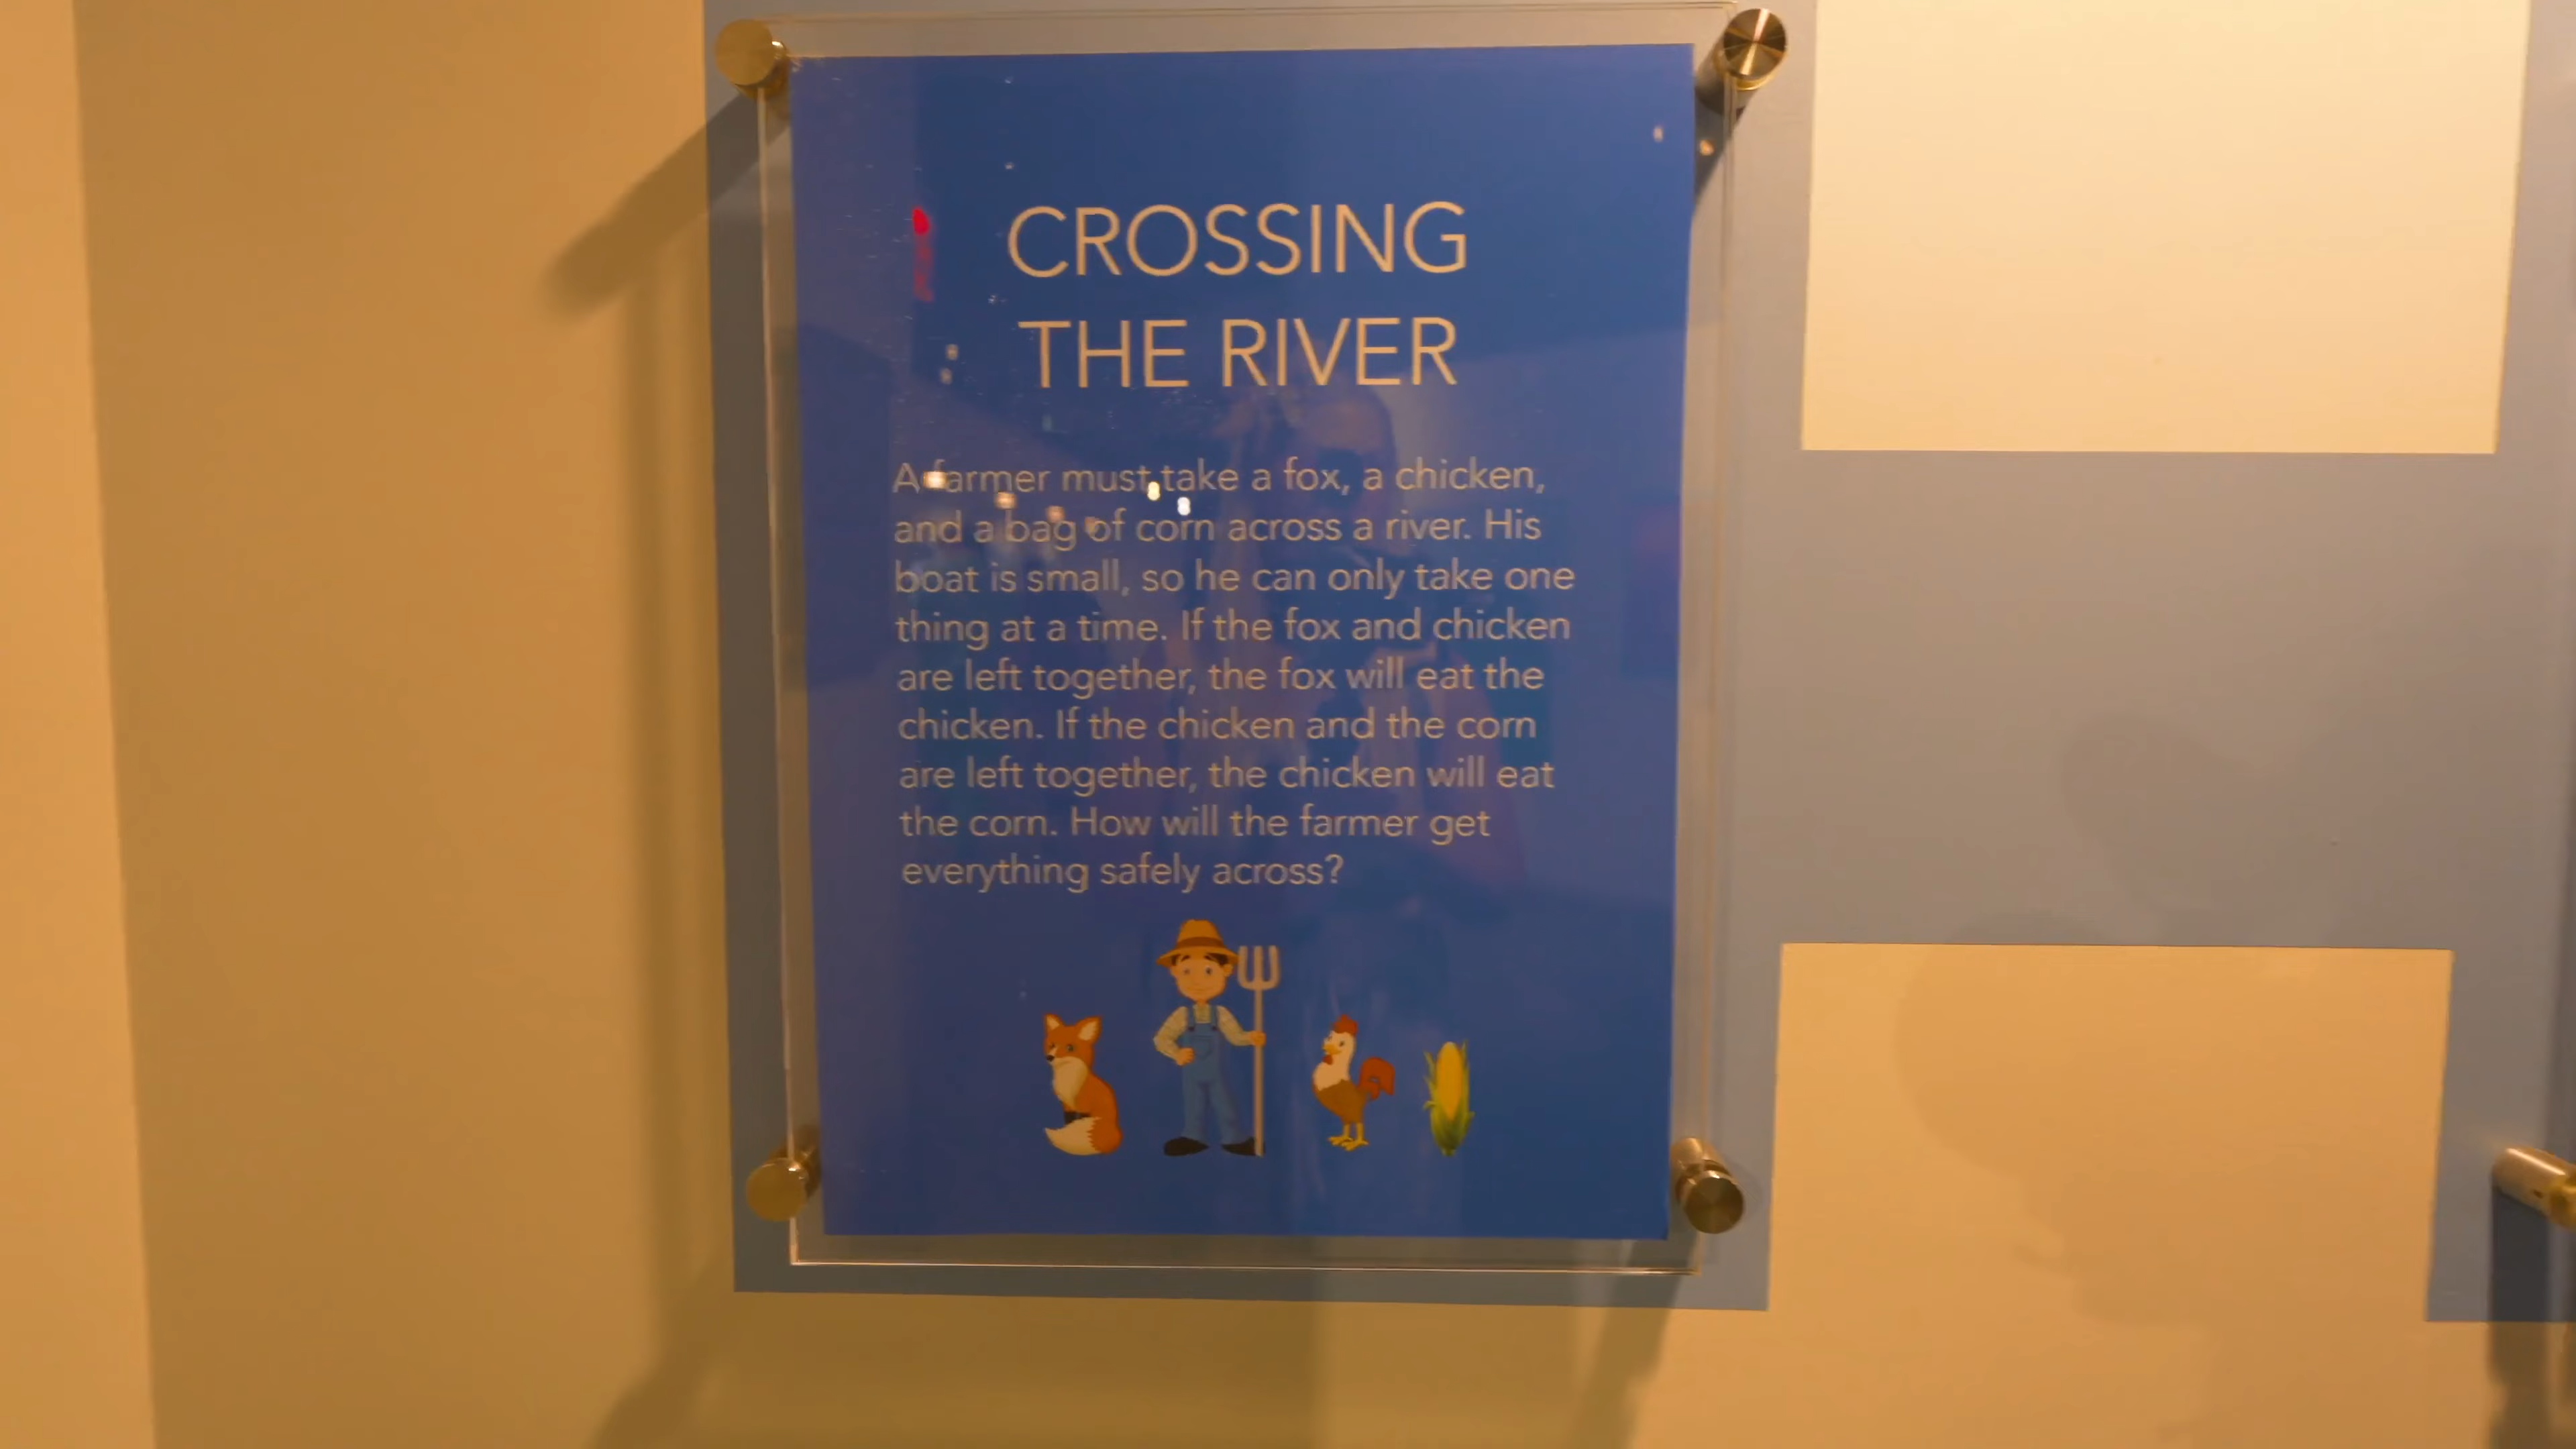 CROSSING
THE RIVER
A farmer must take a fox, a chicken,
and a bag of corn across a river. His
boat is small, so he can only take one
thing at a time. If the fox and chicken
are left together, the fox will eat the
chicken. If the chicken and the corn
are left together, the chicken will eat
the corn. How will the farmer get
everything safely across?